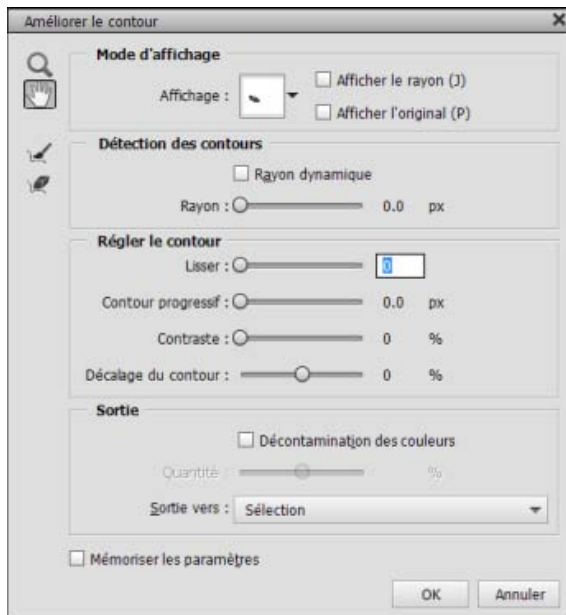 Améliorer le contour
Mode d'affichage
Affichage :
Afficher le rayon (J)
Afficher l'original (P)
Détection des contours
Rayon dynamique
Rayon : 0.0 px
Régler le contour
Lisser : 0
Contour progressif : 0.0 px
Contraste : 0 %
Décalage du contour : 0 %
Sortie
Décontamination des couleurs
Quantité : %
Sortie vers : Sélection
Mémoriser les paramètres
OK Annuler